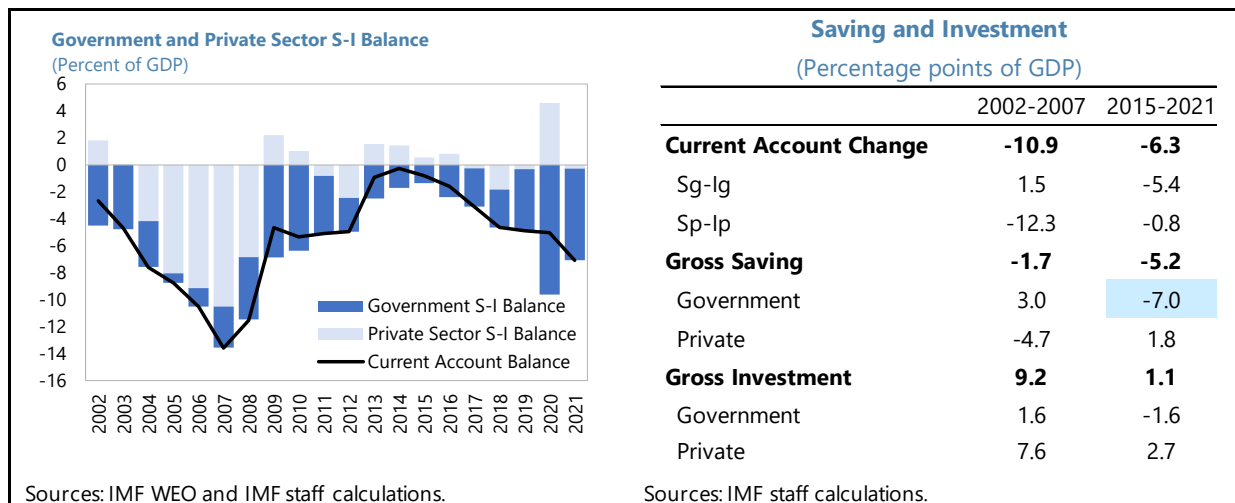 Government and Private Sector S-I Balance
(Percent of GDP)
6
4
2
0
-2
-4
-6
-8
-10
-12
-14
-16
Government S-I Balance
Private Sector S-I Balance
Current Account Balance
2002 2003 2004 2005 2006 2007 2008 2009 2010 2011 2012 2013 2014 2015 2016 2017 2018 2019 2020 2021
Sources: IMF WEO and IMF staff calculations.
Saving and Investment
(Percentage points of GDP)
2002-2007 2015-2021
Current Account Change -10.9 -6.3
Sg-Ig 1.5 -5.4
Sp-Ip -12.3 -0.8
Gross Saving -1.7 -5.2
Government 3.0 -7.0
Private -4.7 1.8
Gross Investment 9.2 1.1
Government 1.6 -1.6
Private 7.6 2.7
Sources: IMF staff calculations.